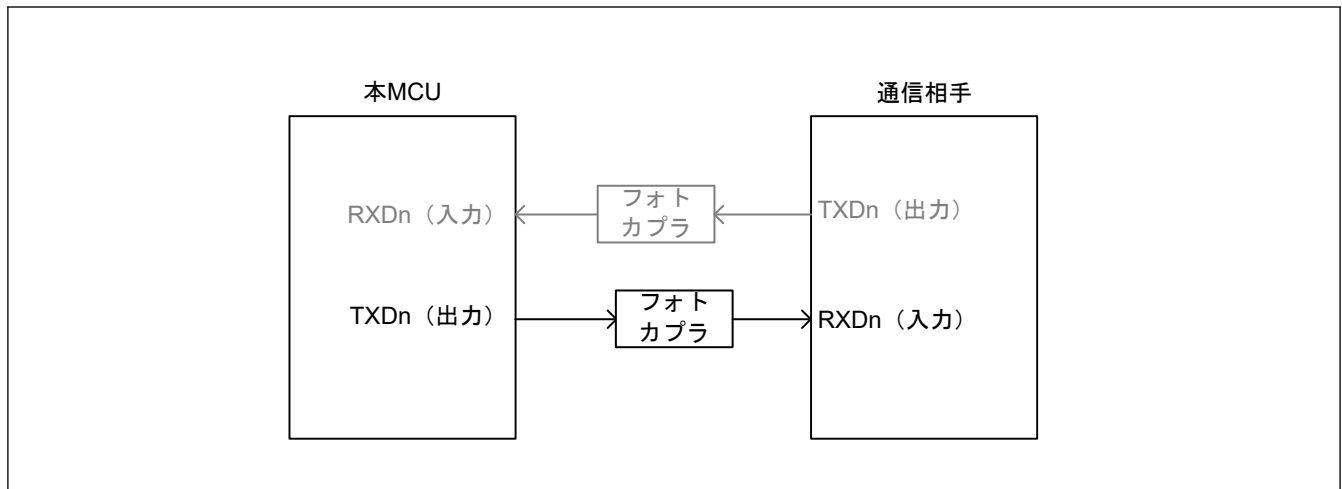 本MCU
通信相手
RXDn（入力）
フォト
カプラ
TXDn（出力）
TXDn（出力）
フォト
カプラ
RXDn（入力）